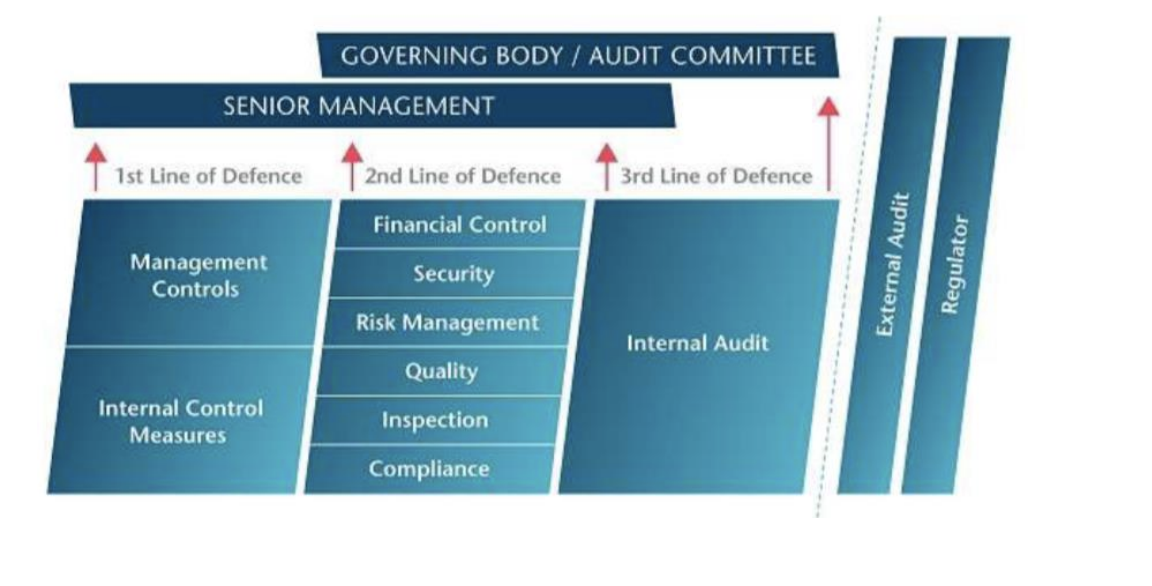 GOVERNING BODY / AUDIT COMMITTEE
SENIOR MANAGEMENT
1st Line of Defence
2nd Line of Defence
3rd Line of Defence
Management
Controls
Internal Control
Measures
Financial Control
Security
Risk Management
Quality
Inspection
Compliance
Internal Audit
External Audit
Regulator